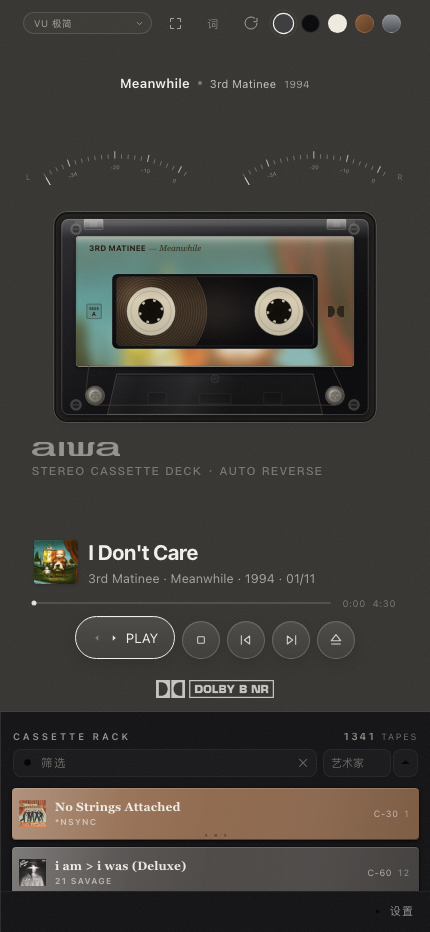 VU 极简
词
Meanwhile • 3rd Matinee 1994
L
-20
-10
0
-20
-10
0
R
3RD MATINEE — Meanwhile
SIDE
A
aiwa
STEREO CASSETTE DECK · AUTO REVERSE
I Don't Care
3rd Matinee · Meanwhile · 1994 · 01/11
0:00 4:30
PLAY
DOLBY B NR
CASSETTE RACK
1341 TAPES
筛选
艺术家
No Strings Attached
*NSYNC
C-30 1
i am > i was (Deluxe)
21 SAVAGE
C-60 12
设置